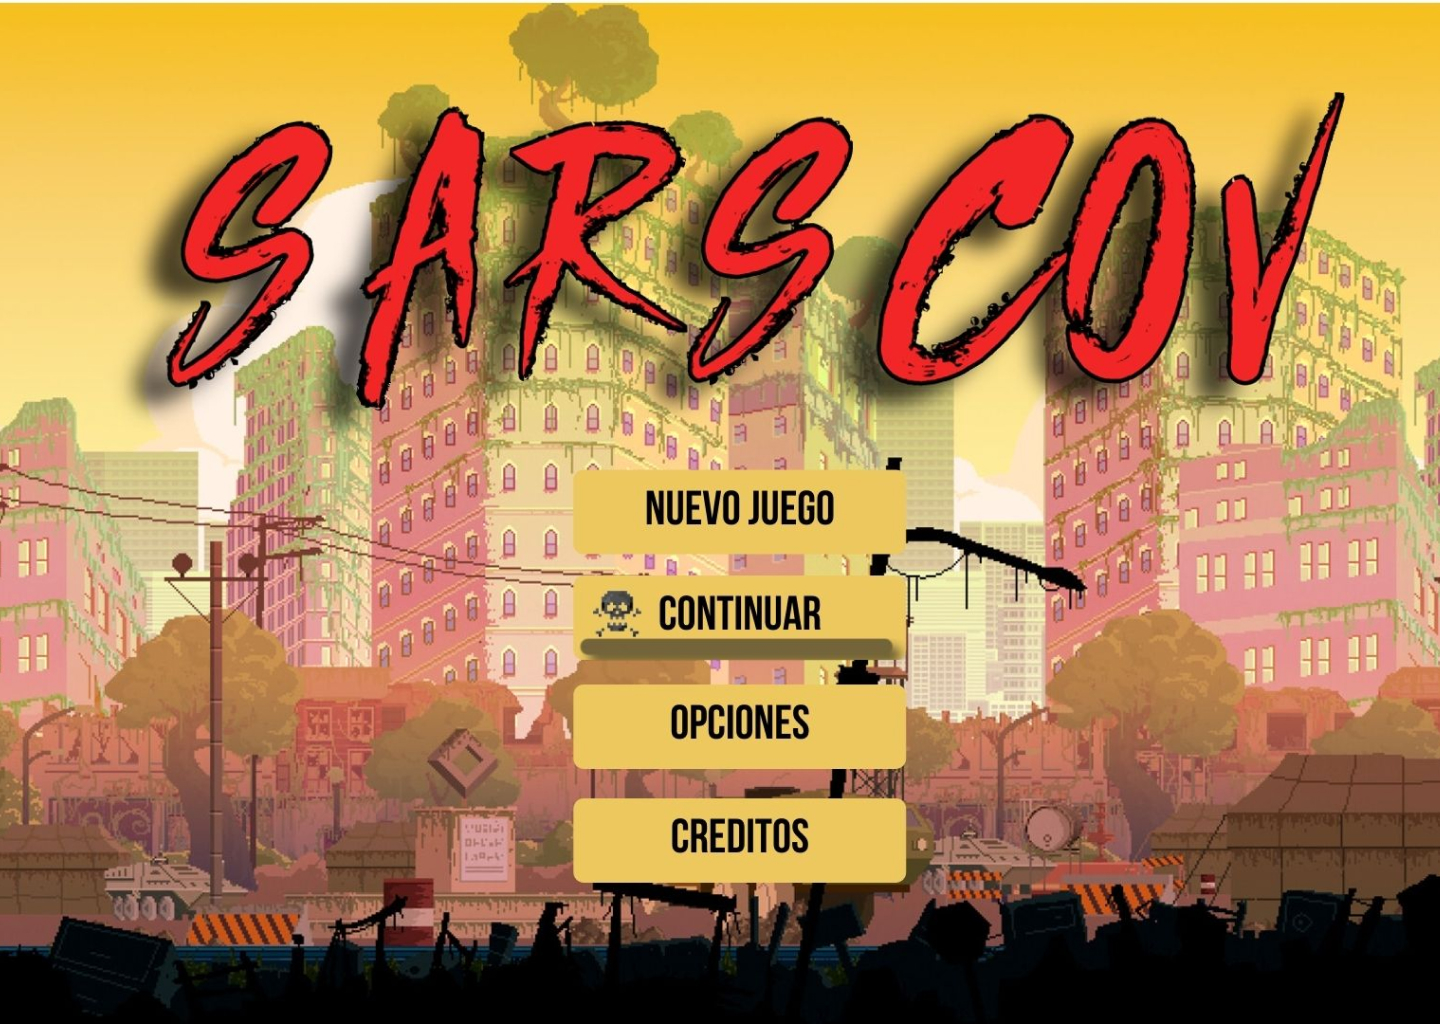 SARS COV
NUEVO JUEGO
CONTINUAR
OPCIONES
CREDITOS